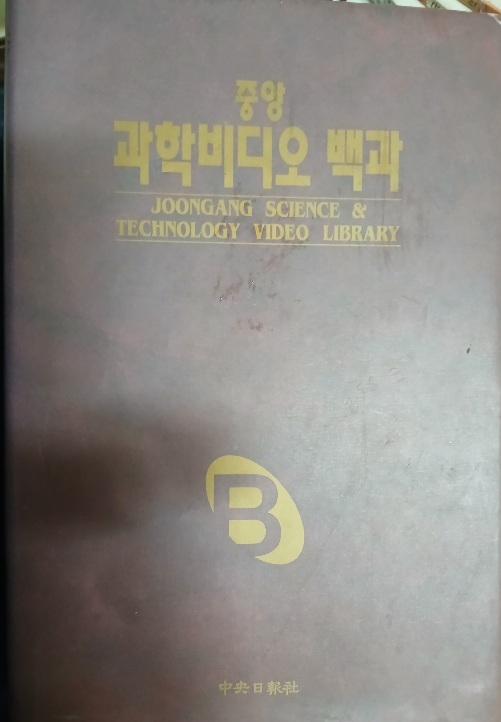 중앙
과학비디오 백과
JOONGANG SCIENCE &
TECHNOLOGY VIDEO LIBRARY
B
中央日報社